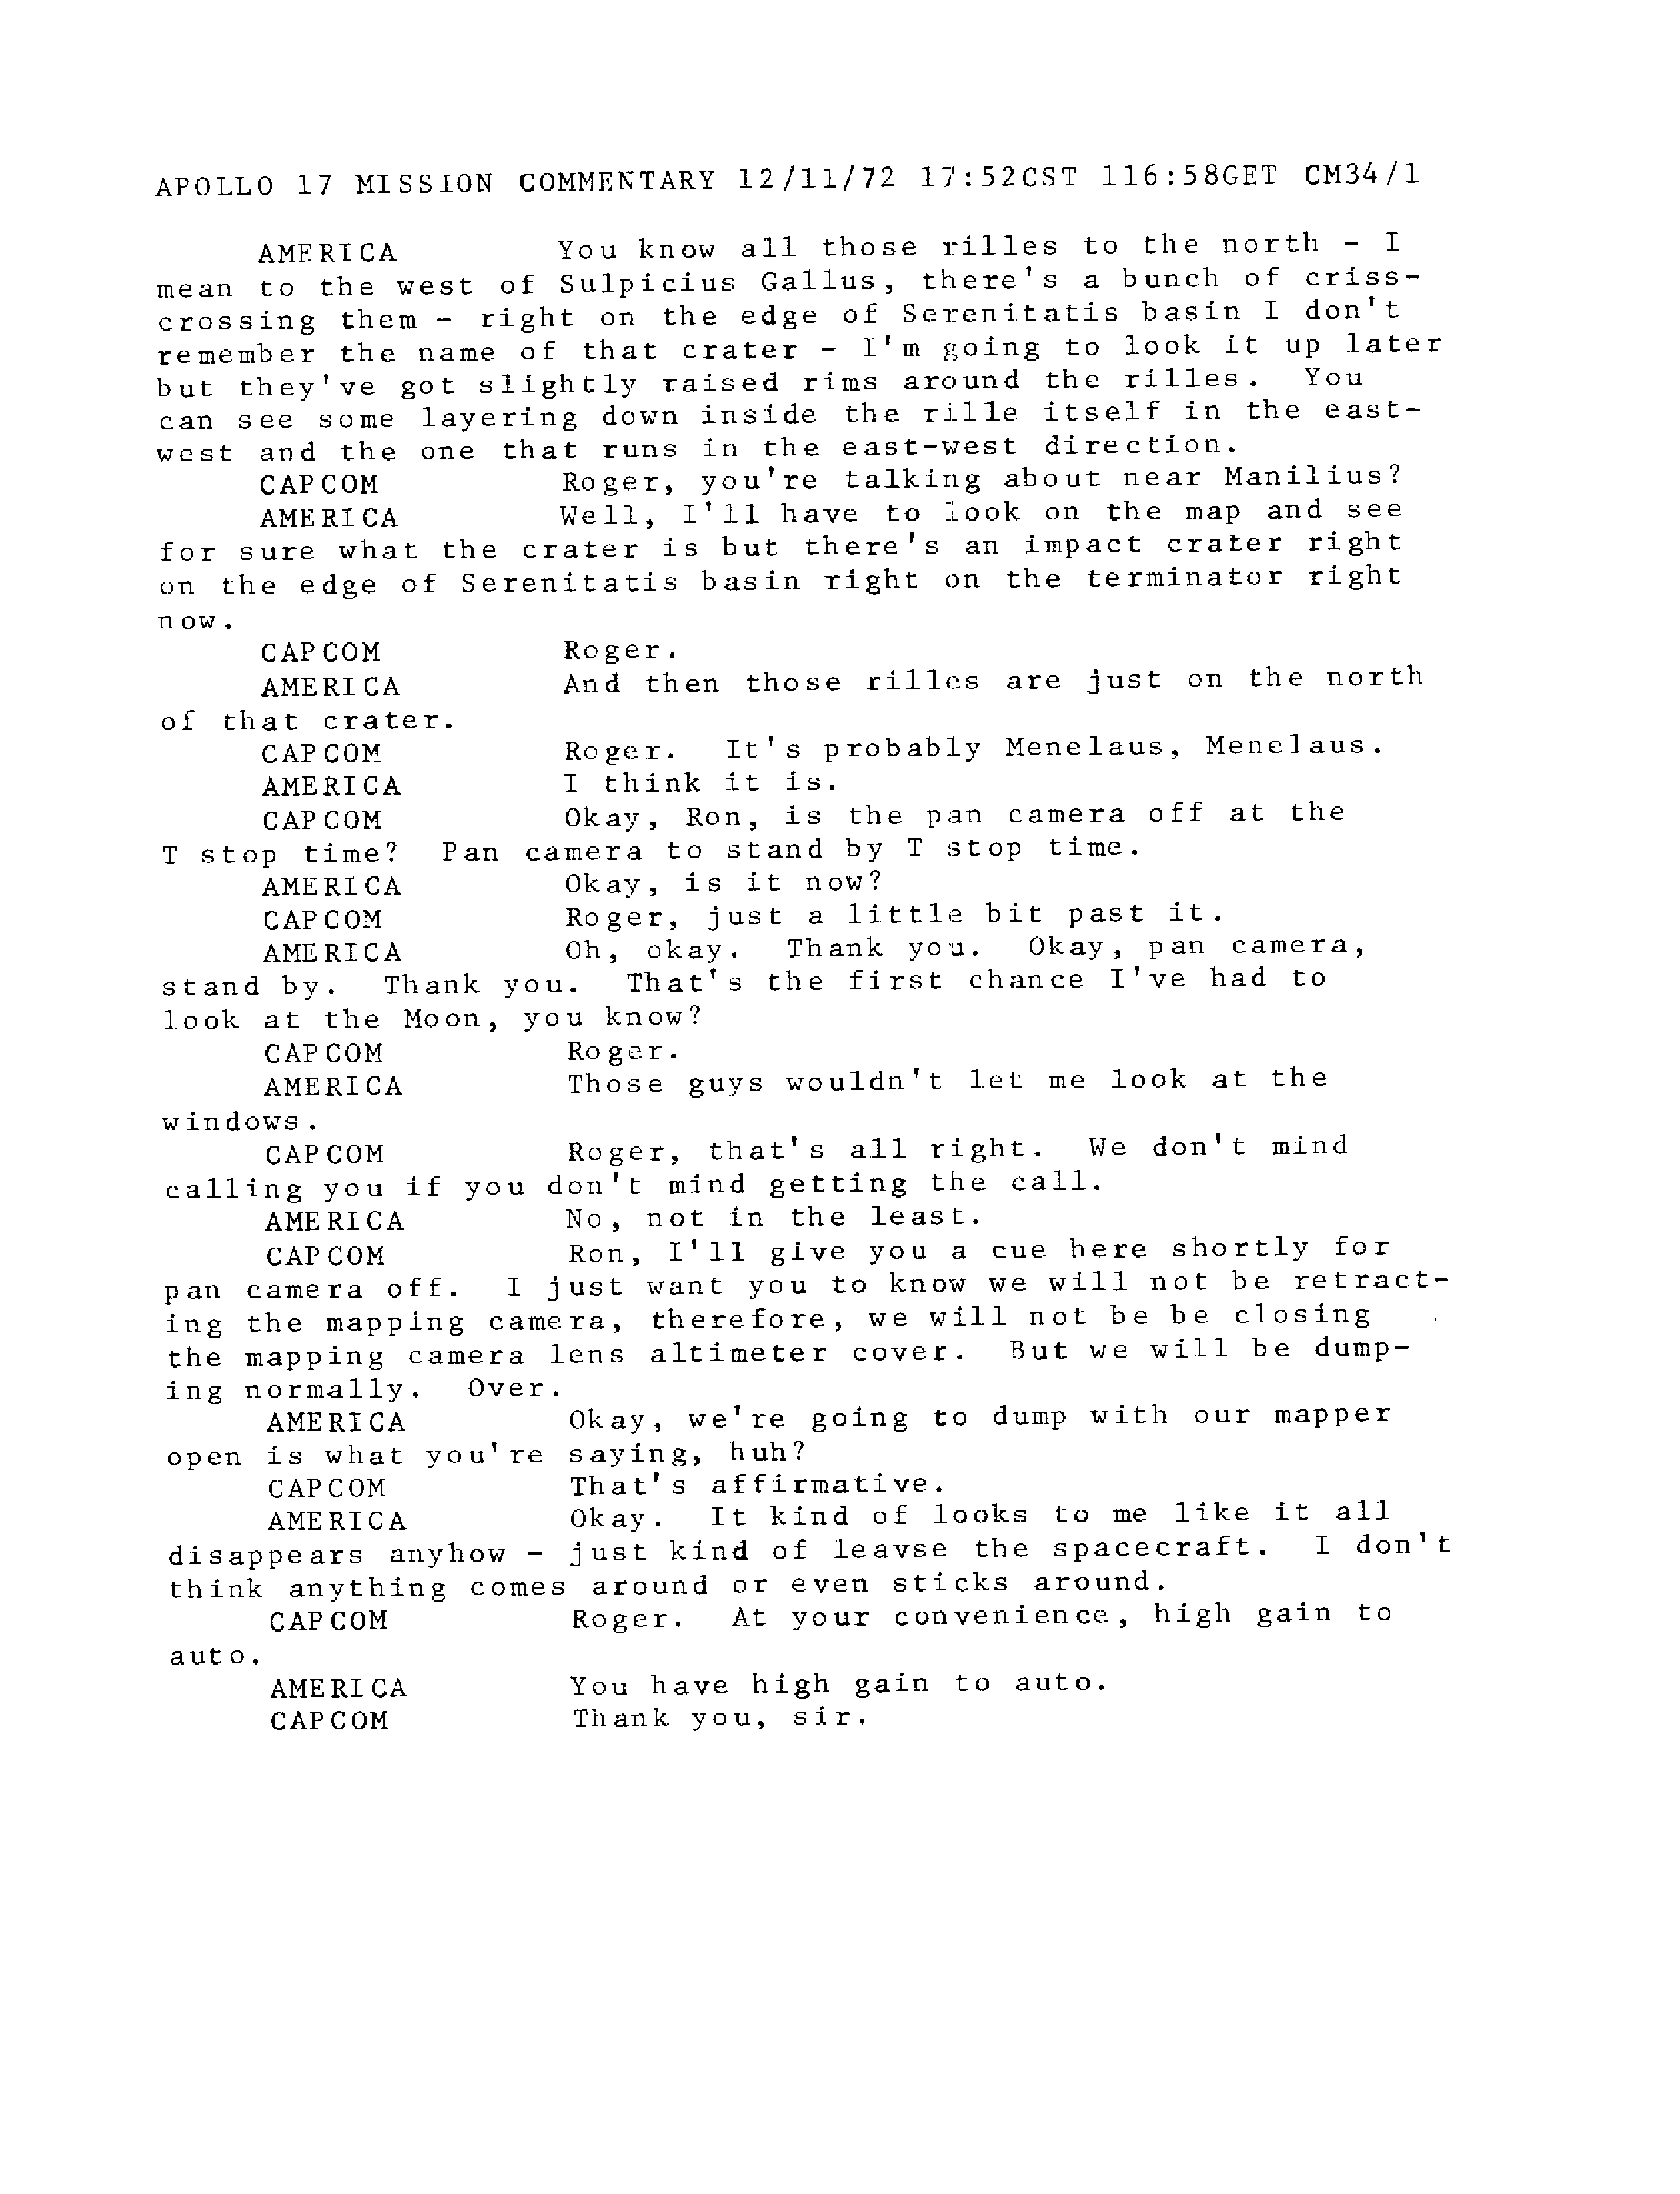 APOLLO 17 MISSION COMMENTARY 12/11/72 17:52CST 116:58GET CM34/1
AMERICA You know all those rilles to the north - I
mean to the west of Sulpicius Gallus, there's a bunch of criss-
crossing them - right on the edge of Serenitatis basin I don't
remember the name of that crater - I'm going to look it up later
but they've got slightly raised rims around the rilles. You
can see some layering down inside the rille itself in the east-
west and the one that runs in the east-west direction.
CAPCOM Roger, you're talking about near Manilius?
AMERICA Well, I'll have to look on the map and see
for sure what the crater is but there's an impact crater right
on the edge of Serenitatis basin right on the terminator right
now.
CAPCOM Roger.
AMERICA And then those rilles are just on the north
of that crater.
CAPCOM Roger. It's probably Menelaus, Menelaus.
AMERICA I think it is.
CAPCOM Okay, Ron, is the pan camera off at the
T stop time? Pan camera to stand by T stop time.
AMERICA Okay, is it now?
CAPCOM Roger, just a little bit past it.
AMERICA Oh, okay. Thank you. Okay, pan camera,
stand by. Thank you. That's the first chance I've had to
look at the Moon, you know?
CAPCOM Roger.
AMERICA Those guys wouldn't let me look at the
windows.
CAPCOM Roger, that's all right. We don't mind
calling you if you don't mind getting the call.
AMERICA No, not in the least.
CAPCOM Ron, I'll give you a cue here shortly for
pan camera off. I just want you to know we will not be retract-
ing the mapping camera, therefore, we will not be be closing
the mapping camera lens altimeter cover. But we will be dump-
ing normally. Over.
AMERICA Okay, we're going to dump with our mapper
open is what you're saying, huh?
CAPCOM That's affirmative.
AMERICA Okay. It kind of looks to me like it all
disappears anyhow - just kind of leavse the spacecraft. I don't
think anything comes around or even sticks around.
CAPCOM Roger. At your convenience, high gain to
auto.
AMERICA You have high gain to auto.
CAPCOM Thank you, sir.